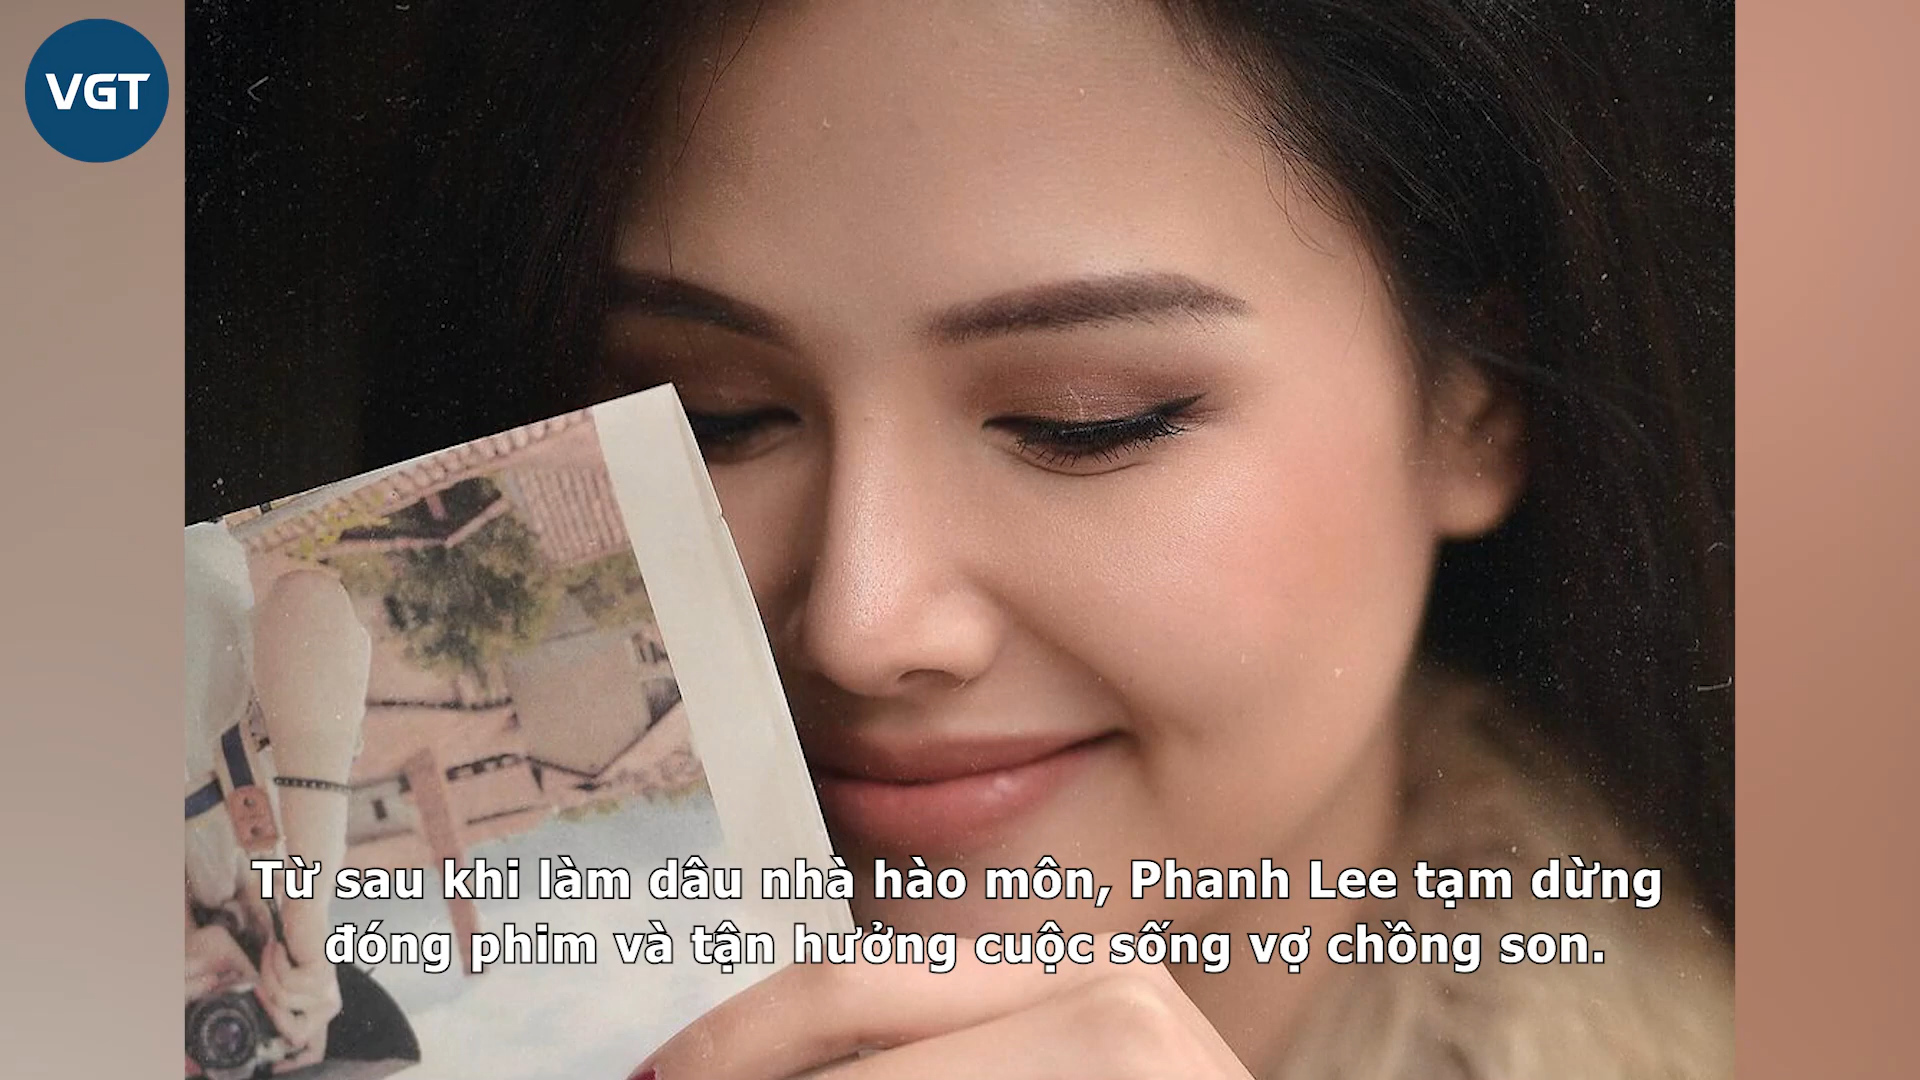 VGT
Từ sau khi làm dâu nhà hào môn, Phanh Lee tạm dừng
đóng phim và tận hưởng cuộc sống vợ chồng son.